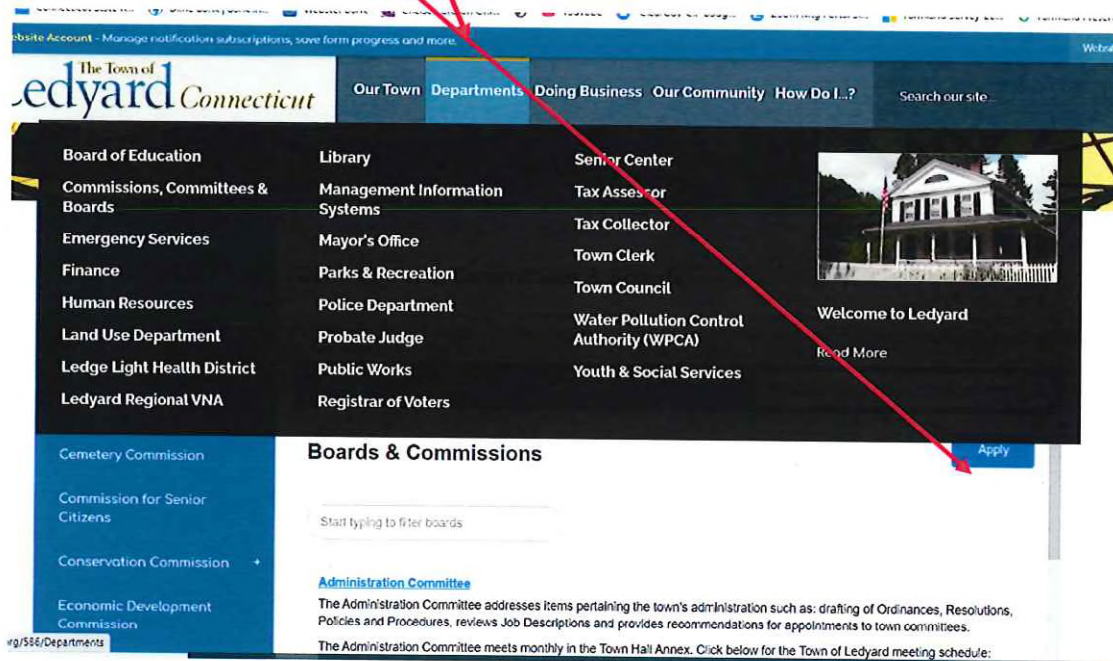 ebsite Account - Manage notification subscriptions, save form progress and more.
The Town of
Ledyard Connecticut
Our Town Departments Doing Business Our Community How Do I...?
Search our site...
Board of Education
Commissions, Committees &
Boards
Emergency Services
Finance
Human Resources
Land Use Department
Ledge Light Health District
Ledyard Regional VNA
Library
Management Information
Systems
Mayor's Office
Parks & Recreation
Police Department
Probate Judge
Public Works
Registrar of Voters
Senior Center
Tax Assessor
Tax Collector
Town Clerk
Town Council
Water Pollution Control
Authority (WPCA)
Youth & Social Services
Welcome to Ledyard
Read More
Cemetery Commission
Commission for Senior
Citizens
Conservation Commission +
Economic Development
Commission
Boards & Commissions
Apply
Start typing to filter boards
Administration Committee
The Administration Committee addresses items pertaining the town's administration such as: drafting of Ordinances, Resolutions,
Policies and Procedures, reviews Job Descriptions and provides recommendations for appointments to town committees.
The Administration Committee meets monthly in the Town Hall Annex. Click below for the Town of Ledyard meeting schedule:
org/586/Departments